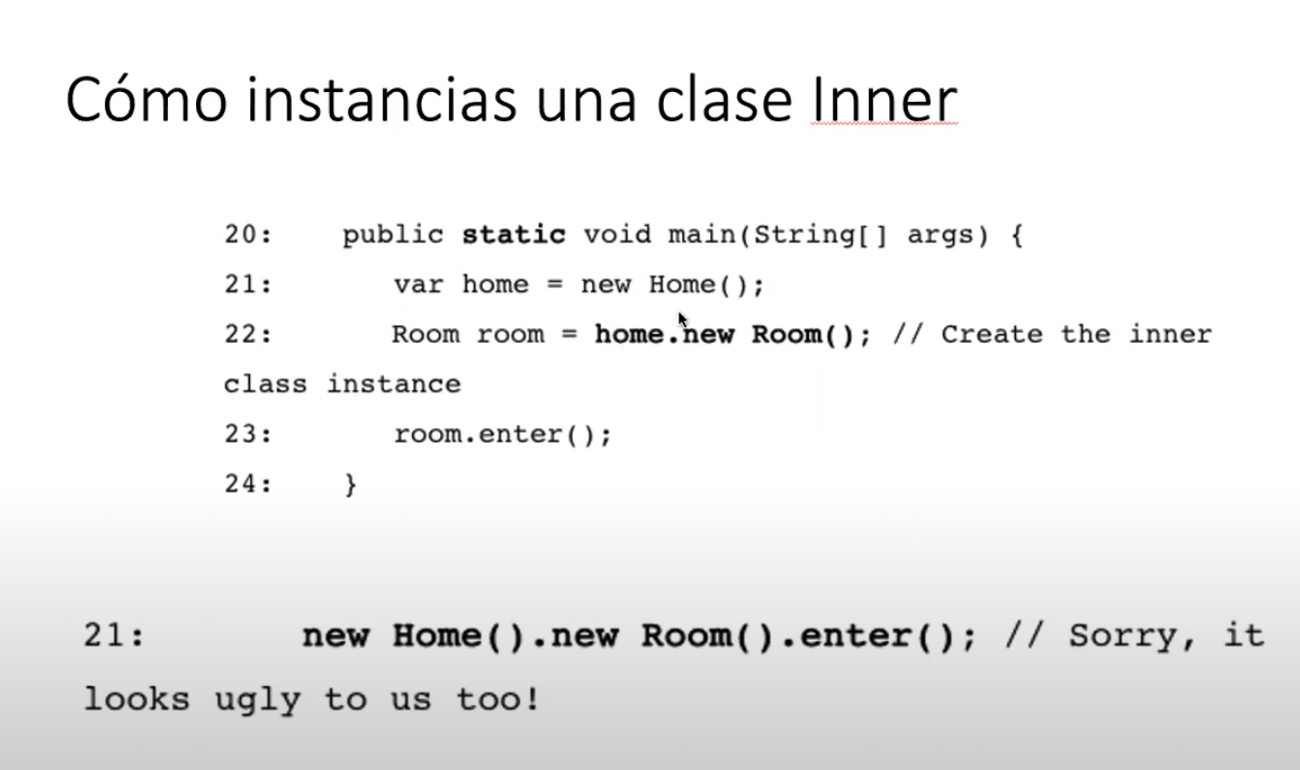 Cómo instancias una clase Inner
20:    public static void main(String[] args) {
21:       var home = new Home();
22:       Room room = home.new Room(); // Create the inner
class instance
23:       room.enter();
24:    }
21:       new Home().new Room().enter(); // Sorry, it
looks ugly to us too!